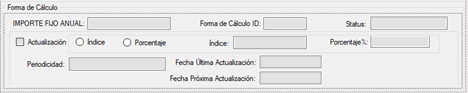 Forma de Cálculo
IMPORTE FIJO ANUAL: Forma de Cálculo ID: Status:
Actualización Índice Porcentaje Índice: Porcentaje%:
Periodicidad: Fecha Última Actualización:
Fecha Próxima Actualización: